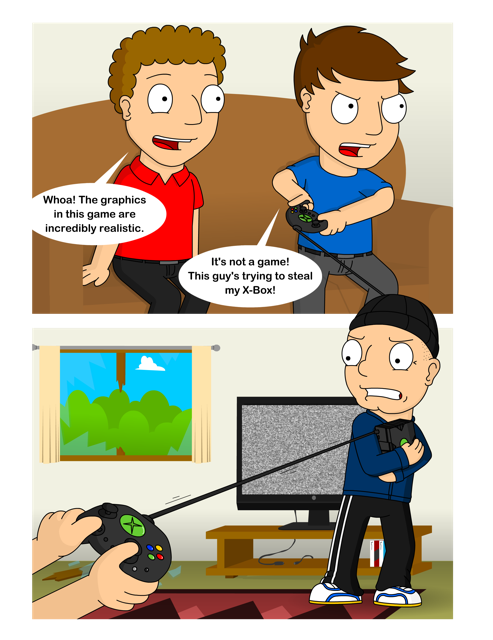 Whoa! The graphics
in this game are
incredibly realistic.
It's not a game!
This guy's trying to steal
my X-Box!